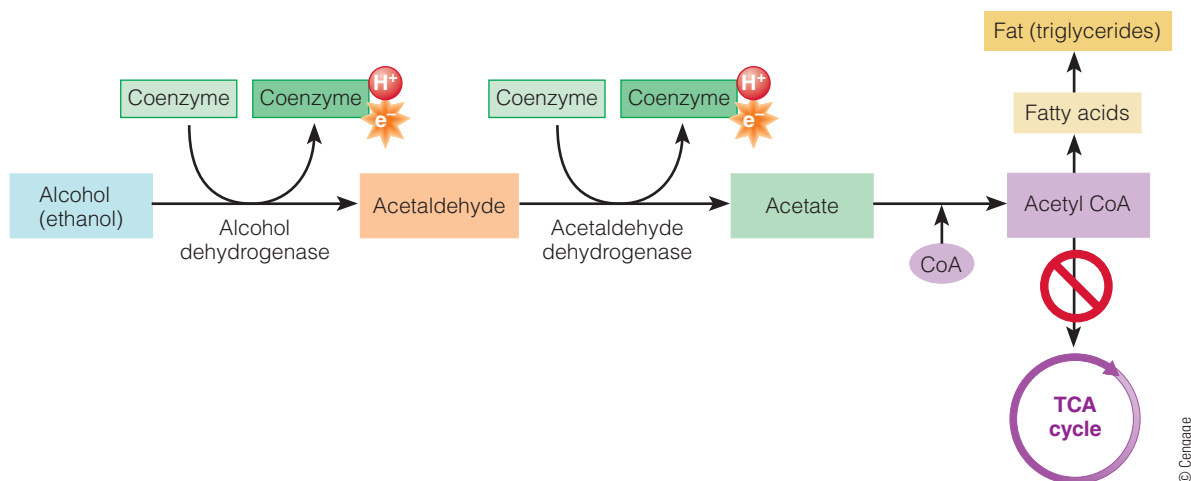 Fat (triglycerides)
Fatty acids
Coenzyme
Coenzyme
H+
e−
Coenzyme
Coenzyme
H+
e−
Alcohol
(ethanol)
Alcohol
dehydrogenase
Acetaldehyde
Acetaldehyde
dehydrogenase
Acetate
CoA
Acetyl CoA
TCA
cycle
© Cengage